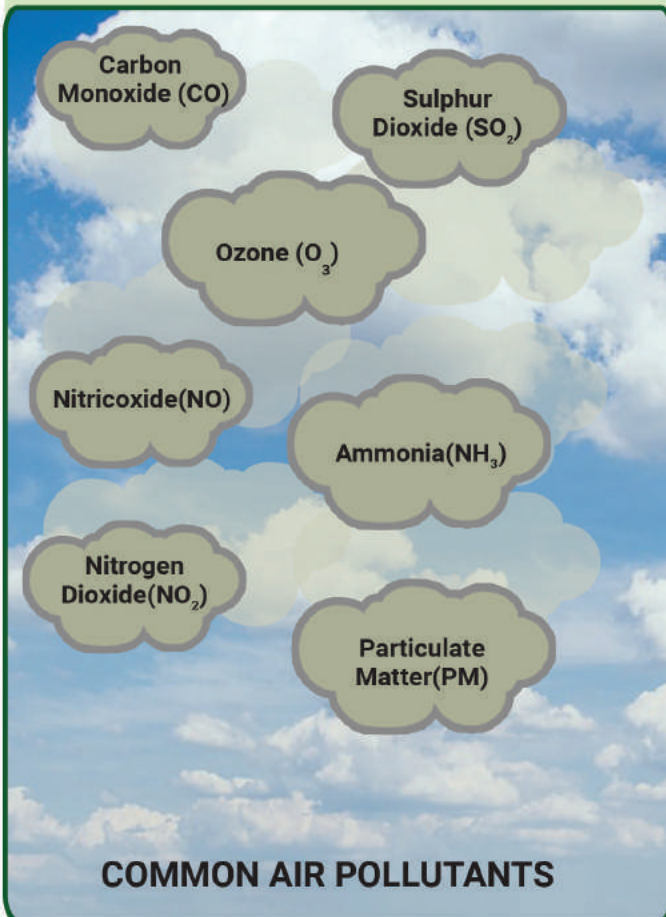 Carbon
Monoxide (CO)
Sulphur
Dioxide (SO₂)
Ozone (O₃)
Nitricoxide(NO)
Ammonia(NH₃)
Nitrogen
Dioxide(NO₂)
Particulate
Matter(PM)
COMMON AIR POLLUTANTS